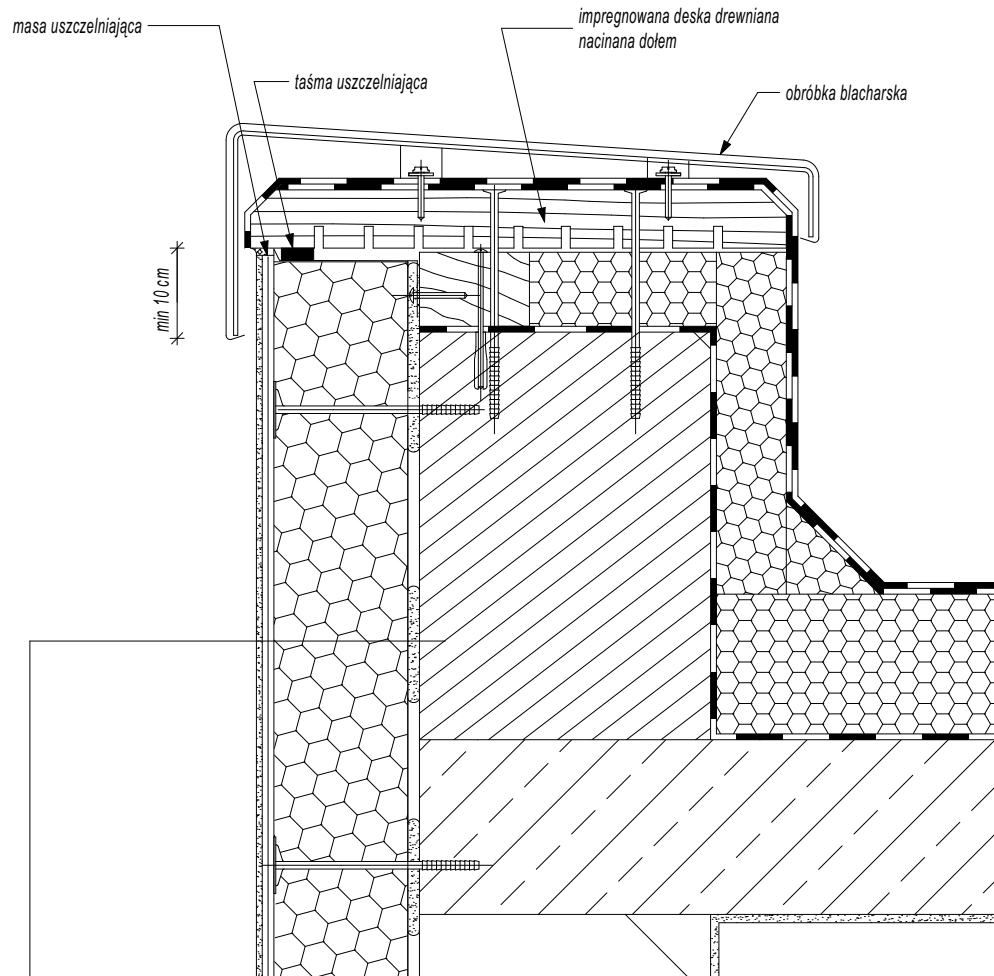 masa uszczelniająca
impregnowana deska drewniana
nacinana dołem
taśma uszczelniająca
obróbka blacharska
min 10 cm